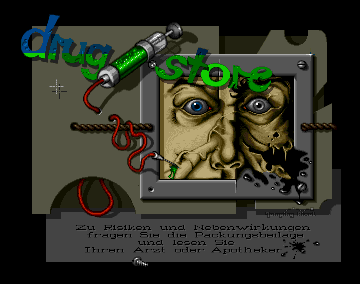 drug
store
Zu Risiken und Nebenwirkungen
fragen Sie die Packungsbeilage
und lesen Sie
Ihren Arzt oder Apotheker